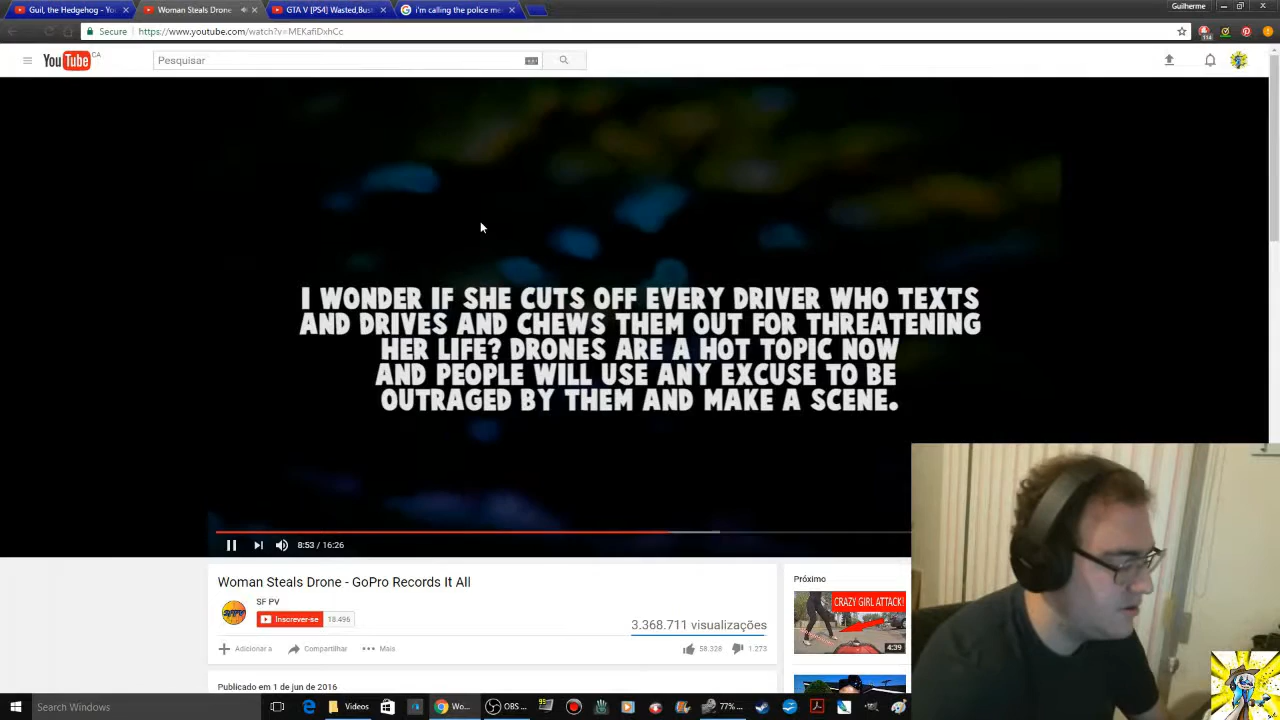 Guil, the Hedgehog - Yo
Woman Steals Drone
GTA V [PS4] Wasted,Bust
i'm calling the police me
Guilherme
Secure
https://www.youtube.com/watch?v=MEKafiDxhCc
114
YouTube CA
Pesquisar
I WONDER IF SHE CUTS OFF EVERY DRIVER WHO TEXTS
AND DRIVES AND CHEWS THEM OUT FOR THREATENING
HER LIFE? DRONES ARE A HOT TOPIC NOW
AND PEOPLE WILL USE ANY EXCUSE TO BE
OUTRAGED BY THEM AND MAKE A SCENE.
8:53 / 16:26
Woman Steals Drone - GoPro Records It All
SF PV
Inscrever-se 18.496
3.368.711 visualizações
Adicionar a Compartilhar Mais
58.328 1.273
Publicado em 1 de jun de 2016
Próximo
CRAZY GIRL ATTACK!
4:39
Search Windows
Videos
Wo...
OBS ...
77% ...